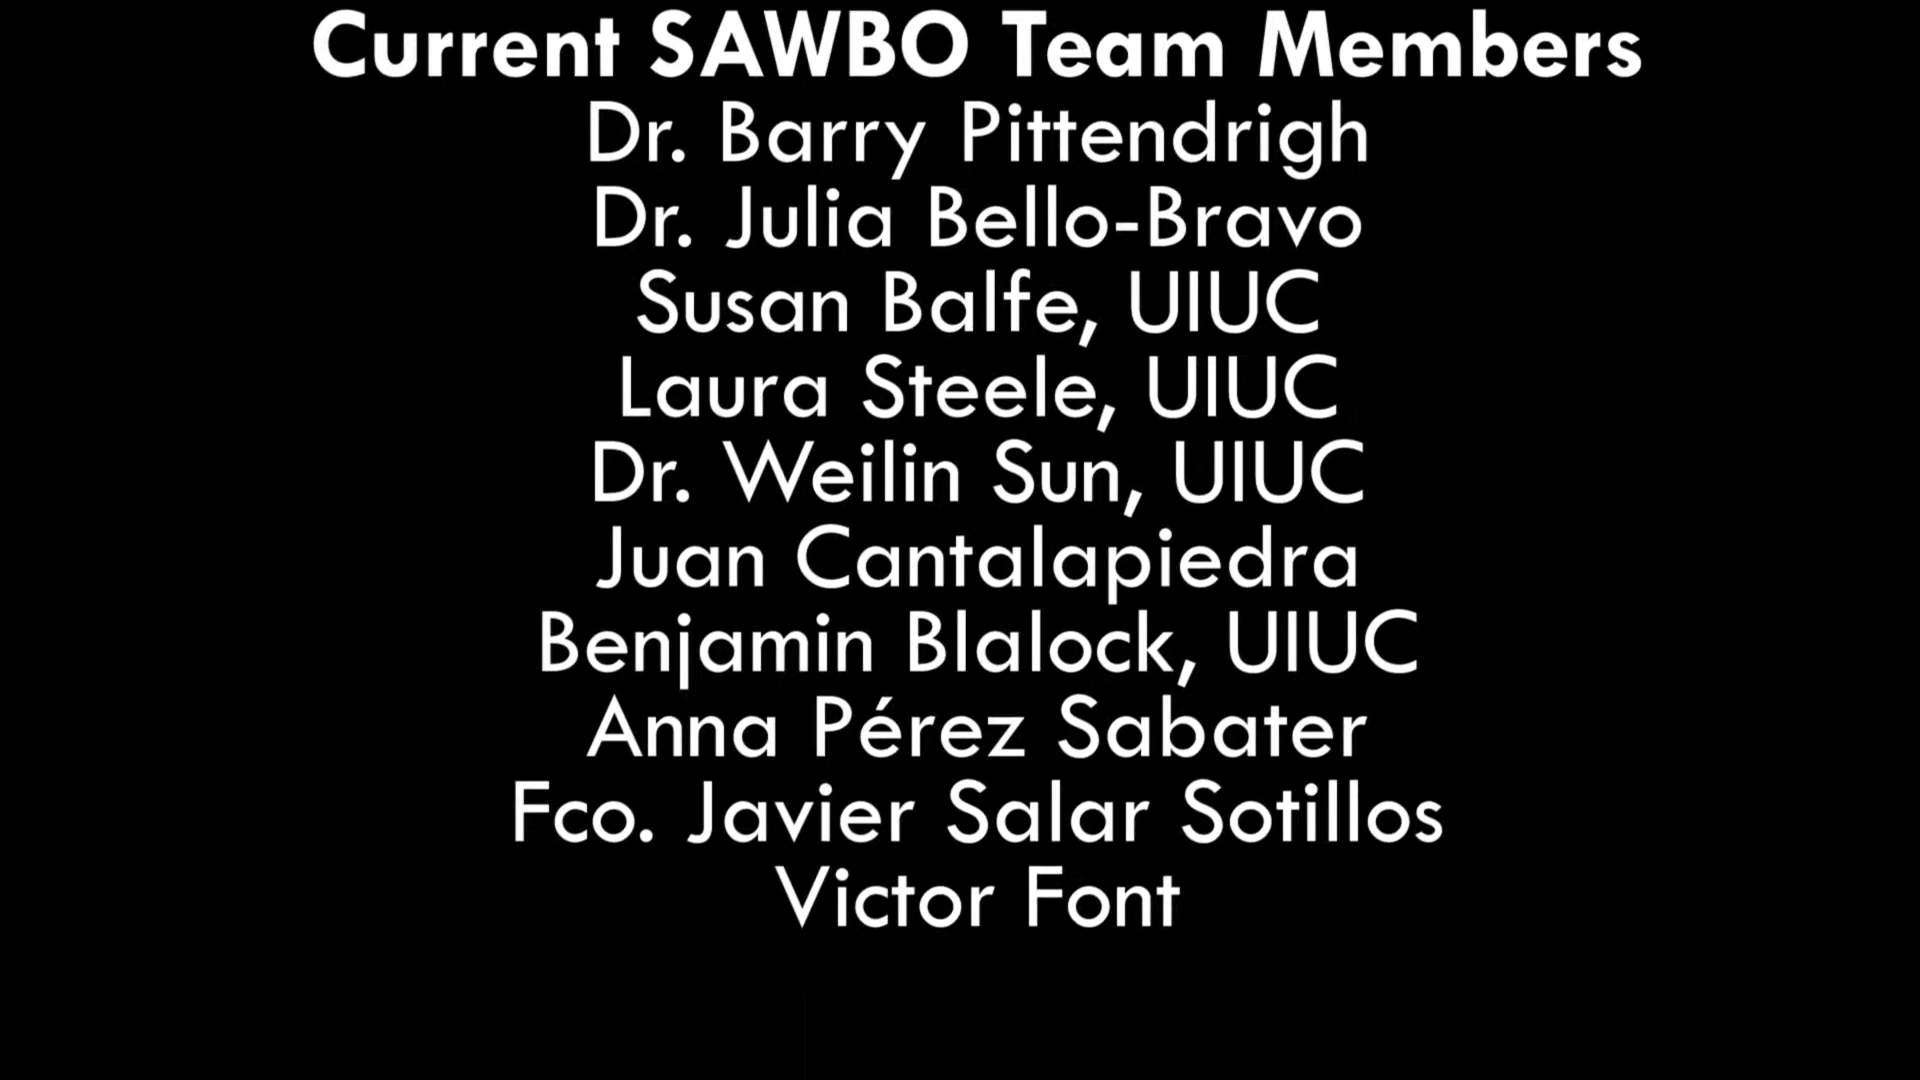 Current SAWBO Team Members
Dr. Barry Pittendrigh
Dr. Julia Bello-Bravo
Susan Balfe, UIUC
Laura Steele, UIUC
Dr. Weilin Sun, UIUC
Juan Cantalapiedra
Benjamin Blalock, UIUC
Anna Pérez Sabater
Fco. Javier Salar Sotillos
Victor Font